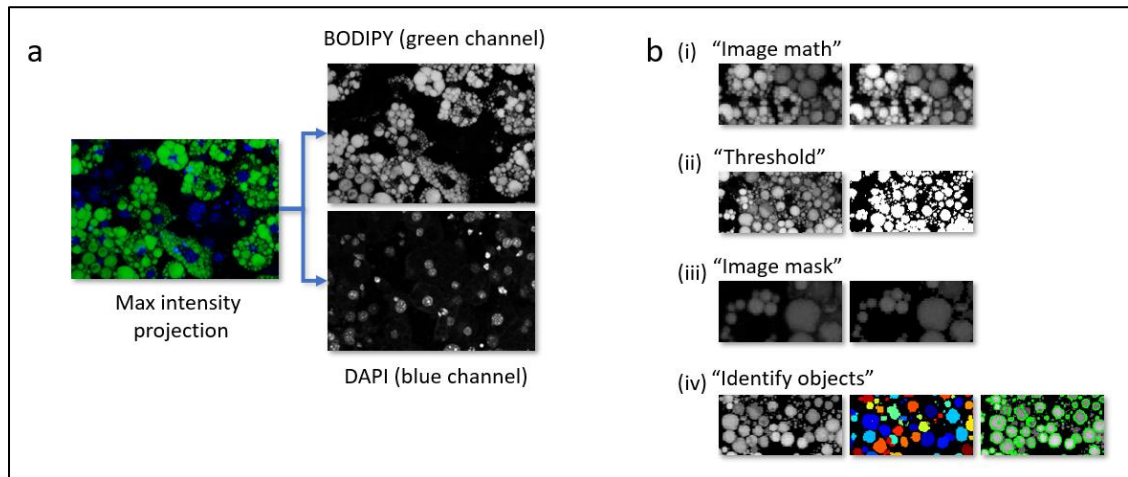 a
BODIPY (green channel)
Max intensity
projection
DAPI (blue channel)
b
(i) “Image math”
(ii) “Threshold”
(iii) “Image mask”
(iv) “Identify objects”